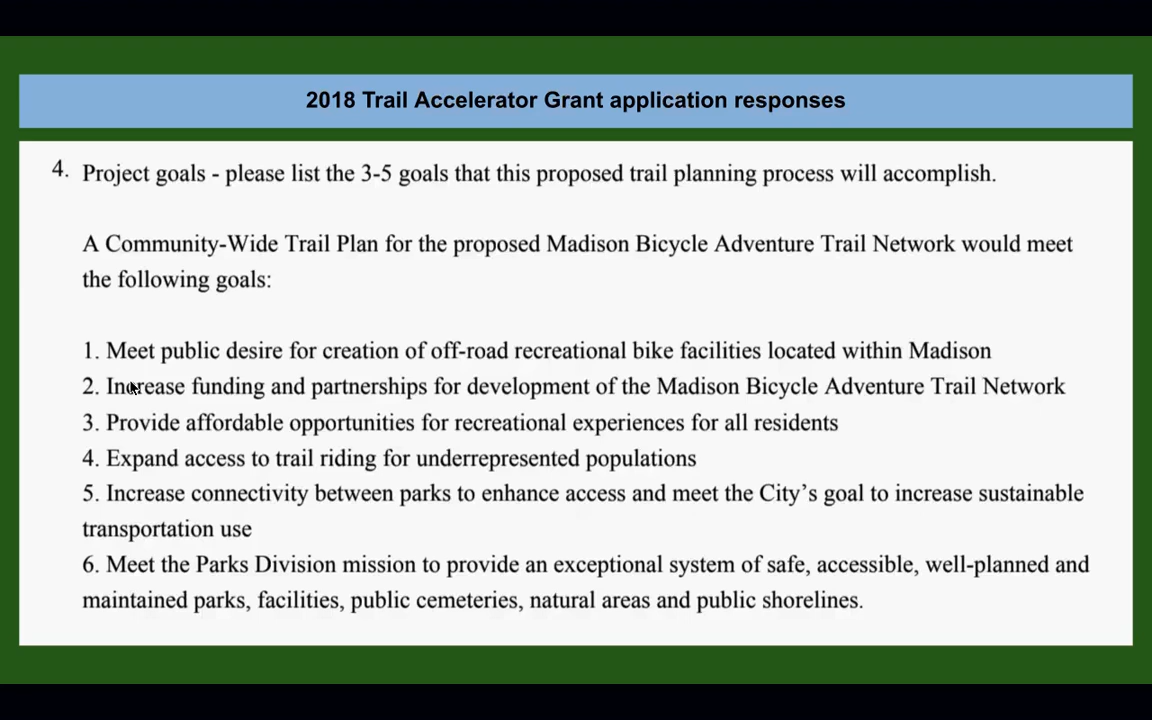 2018 Trail Accelerator Grant application responses
4. Project goals - please list the 3-5 goals that this proposed trail planning process will accomplish.
A Community-Wide Trail Plan for the proposed Madison Bicycle Adventure Trail Network would meet
the following goals:
1. Meet public desire for creation of off-road recreational bike facilities located within Madison
2. Increase funding and partnerships for development of the Madison Bicycle Adventure Trail Network
3. Provide affordable opportunities for recreational experiences for all residents
4. Expand access to trail riding for underrepresented populations
5. Increase connectivity between parks to enhance access and meet the City’s goal to increase sustainable
transportation use
6. Meet the Parks Division mission to provide an exceptional system of safe, accessible, well-planned and
maintained parks, facilities, public cemeteries, natural areas and public shorelines.